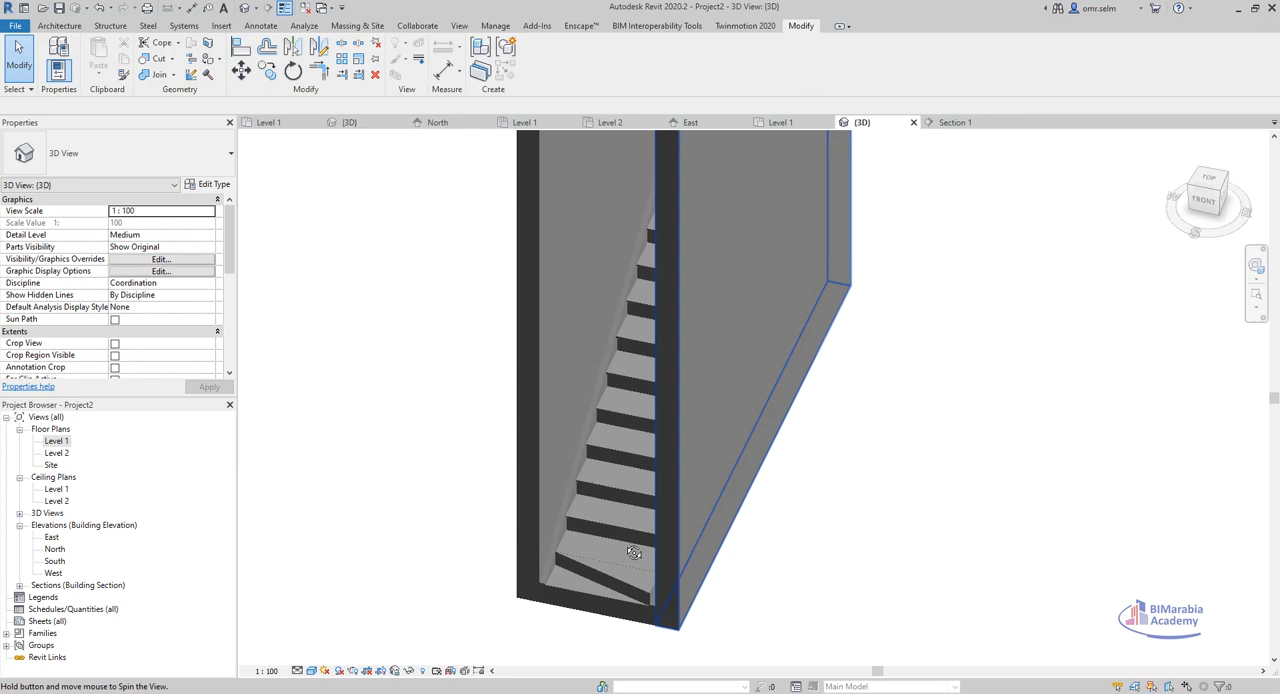 Autodesk Revit 2020.2 - Project2 - 3D View: {3D}
omr.selm
File Architecture Structure Steel Systems Insert Annotate Analyze Massing & Site Collaborate View Manage Add-Ins Enscape™ BIM Interoperability Tools Twinmotion 2020 Modify
Modify
Paste
Cope
Cut
Join
Select Properties Clipboard Geometry Modify View Measure Create
Properties
Level 1 {3D} North Level 1 Level 2 East Level 1 {3D} Section 1
3D View
3D View: {3D} Edit Type
Graphics
View Scale 1 : 100
Scale Value 1: 100
Detail Level Medium
Parts Visibility Show Original
Visibility/Graphics Overrides Edit...
Graphic Display Options Edit...
Discipline Coordination
Show Hidden Lines By Discipline
Default Analysis Display Style None
Sun Path
Extents
Crop View
Crop Region Visible
Annotation Crop
Properties help Apply
Project Browser - Project2
Views (all)
Floor Plans
Level 1
Level 2
Site
Ceiling Plans
Level 1
Level 2
3D Views
Elevations (Building Elevation)
East
North
South
West
Sections (Building Section)
Legends
Schedules/Quantities (all)
Sheets (all)
Families
Groups
Revit Links
TOP
FRONT
BIMarabia
Academy
1 : 100
Hold button and move mouse to Spin the View.
:0 Main Model :0